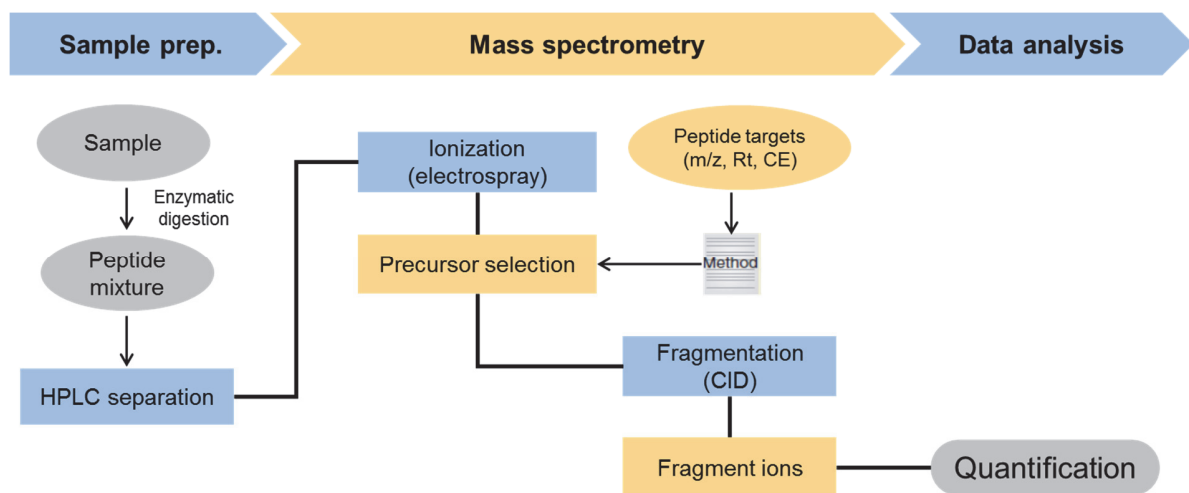 Sample prep.
Mass spectrometry
Data analysis
Sample
Enzymatic
digestion
Peptide
mixture
HPLC separation
Ionization
(electrospray)
Peptide targets
(m/z, Rt, CE)
Method
Precursor selection
Fragmentation
(CID)
Fragment ions
Quantification